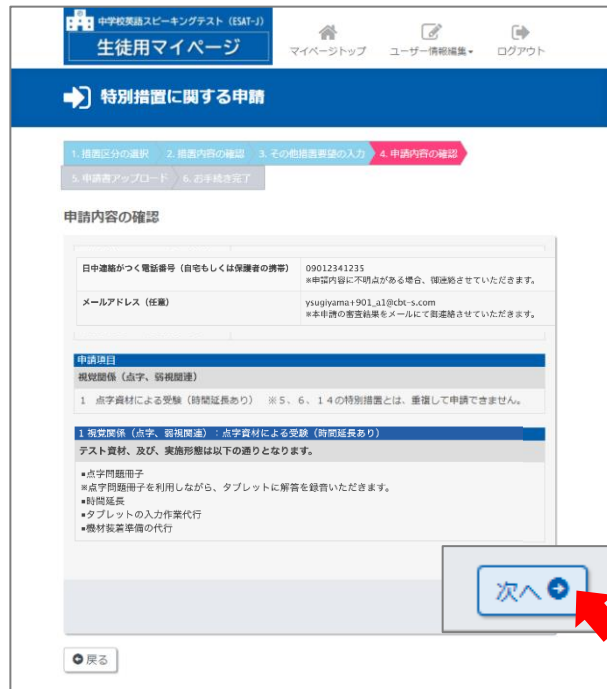 中学校英語スピーキングテスト（ESAT-J）
生徒用マイページ
マイページトップ
ユーザー情報編集
ログアウト
特別措置に関する申請
1. 措置区分の選択
2. 措置内容の確認
3. その他措置要望の入力
4. 申請内容の確認
5. 申請書アップロード
6. お手続き完了
申請内容の確認
日中連絡がつく電話番号（自宅もしくは保護者の携帯）
09012341235
※申請内容に不明点がある場合、御連絡させていただきます。
メールアドレス（任意）
ysugiyama+901_a1@cbt-s.com
※本申請の審査結果をメールにて御連絡させていただきます。
申請項目
視覚関係（点字、弱視関連）
1 点字資材による受験（時間延長あり） ※５、６、１４の特別措置とは、重複して申請できません。
1 視覚関係（点字、弱視関連）：点字資材による受験（時間延長あり）
テスト資材、及び、実施形態は以下の通りとなります。
▪点字問題冊子
※点字問題冊子を利用しながら、タブレットに解答を録音いただきます。
▪時間延長
▪タブレットの入力作業代行
▪機材装着準備の代行
次へ
戻る